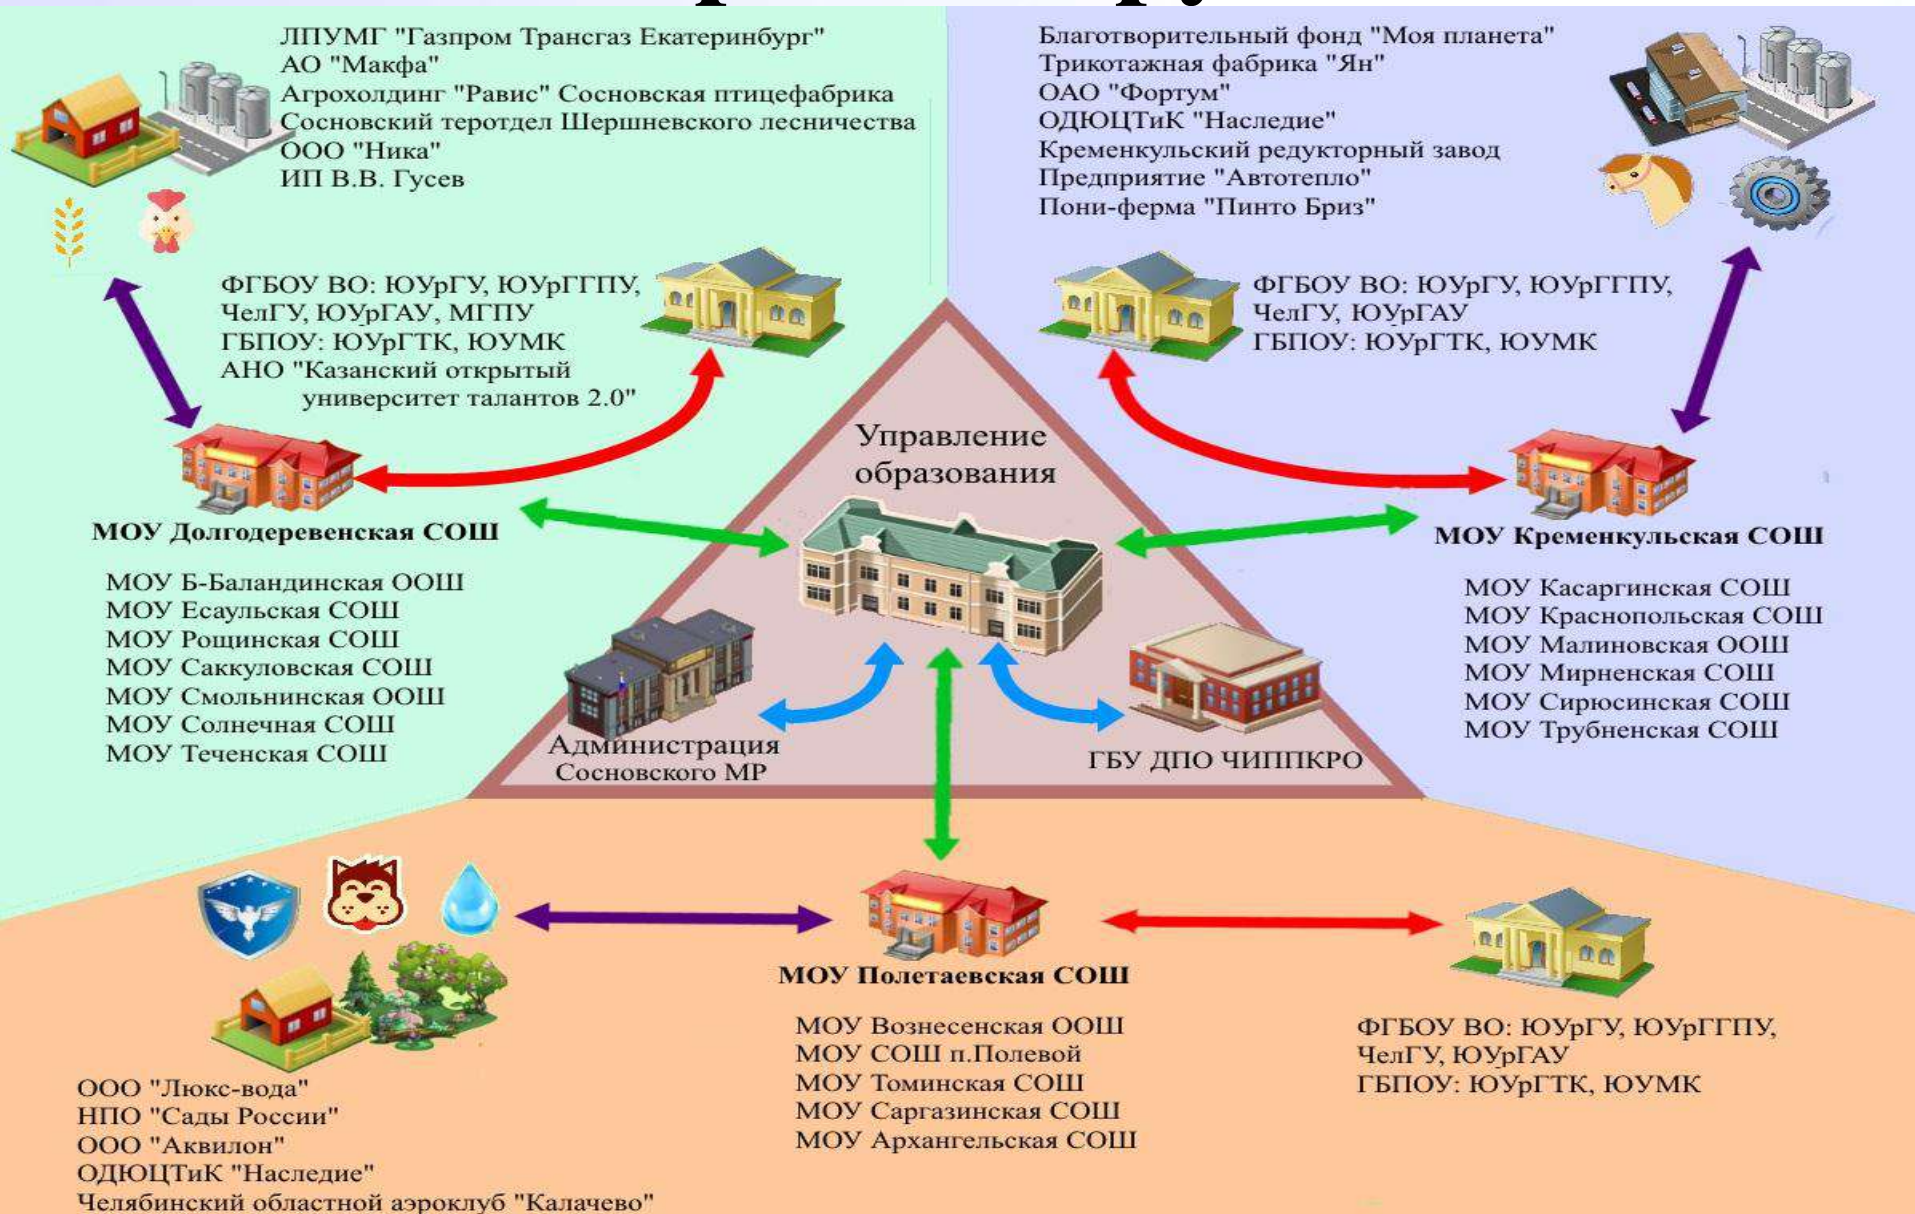 ЛПУМГ "Газпром Трансгаз Екатеринбург"
АО "Макфа"
Агрохолдинг "Равис" Сосновская птицефабрика
Сосновский теротдел Шершневского лесничества
ООО "Ника"
ИП В.В. Гусев
Благотворительный фонд "Моя планета"
Трикотажная фабрика "Ян"
ОАО "Фортум"
ОДЮЦТиК "Наследие"
Кременкульский редукторный завод
Предприятие "Автотепло"
Пони-ферма "Пинто Бриз"
ФГБОУ ВО: ЮУрГУ, ЮУрГГПУ,
ЧелГУ, ЮУрГАУ, МГПУ
ГБПОУ: ЮУрГТК, ЮУМК
АНО "Казанский открытый
университет талантов 2.0"
ФГБОУ ВО: ЮУрГУ, ЮУрГГПУ,
ЧелГУ, ЮУрГАУ
ГБПОУ: ЮУрГТК, ЮУМК
Управление
образования
МОУ Долгодеревенская СОШ
МОУ Б-Баландинская ООШ
МОУ Есаульская СОШ
МОУ Рощинская СОШ
МОУ Саккуловская СОШ
МОУ Смольнинская ООШ
МОУ Солнечная СОШ
МОУ Теченская СОШ
МОУ Кременкульская СОШ
МОУ Касаргинская СОШ
МОУ Краснопольская СОШ
МОУ Малиновская ООШ
МОУ Мирненская СОШ
МОУ Сирюсинская СОШ
МОУ Трубненская СОШ
Администрация
Сосновского МР
ГБУ ДПО ЧИППКРО
МОУ Полетаевская СОШ
МОУ Вознесенская ООШ
МОУ СОШ п.Полевой
МОУ Томинская СОШ
МОУ Саргазинская СОШ
МОУ Архангельская СОШ
ФГБОУ ВО: ЮУрГУ, ЮУрГГПУ,
ЧелГУ, ЮУрГАУ
ГБПОУ: ЮУрГТК, ЮУМК
ООО "Люкс-вода"
НПО "Сады России"
ООО "Аквилон"
ОДЮЦТиК "Наследие"
Челябинский областной аэроклуб "Калачево"